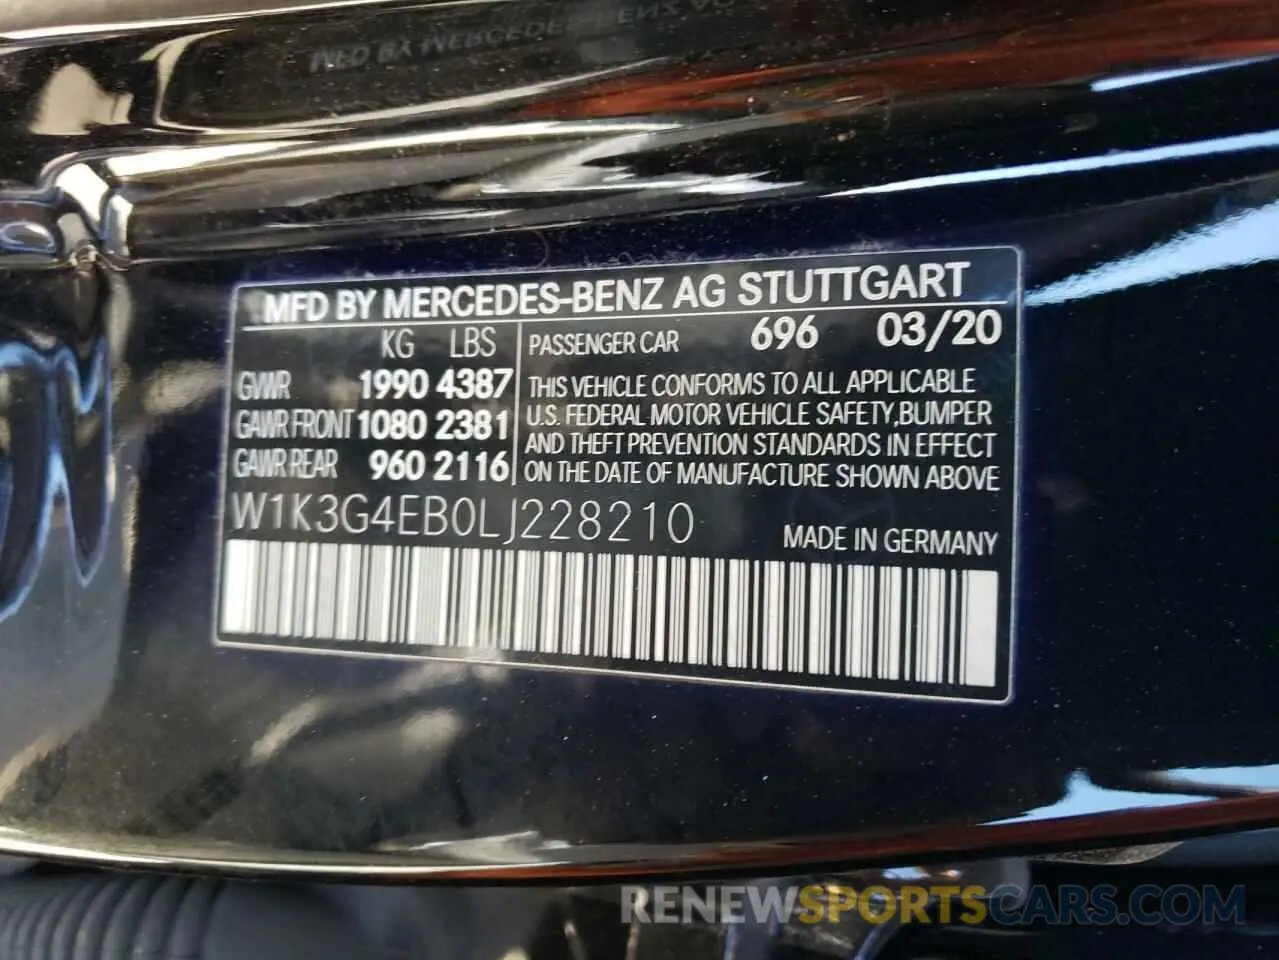 MFD BY MERCEDES-BENZ AG STUTTGART
KG LBS
GVWR 1990 4387
GAWR FRONT 1080 2381
GAWR REAR 960 2116
PASSENGER CAR 696 03/20
THIS VEHICLE CONFORMS TO ALL APPLICABLE
U.S. FEDERAL MOTOR VEHICLE SAFETY,BUMPER
AND THEFT PREVENTION STANDARDS IN EFFECT
ON THE DATE OF MANUFACTURE SHOWN ABOVE
W1K3G4EB0LJ228210
MADE IN GERMANY
RENEWSPORTSCARS.COM